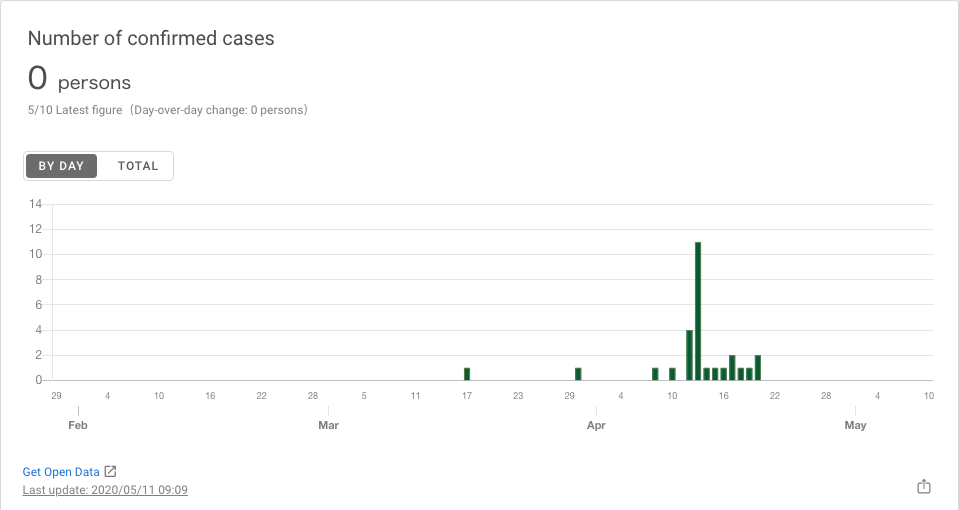 Number of confirmed cases
0 persons
5/10 Latest figure（Day-over-day change: 0 persons）
BY DAY TOTAL
14
12
10
8
6
4
2
0
29 4 10 16 22 28 5 11 17 23 29 4 10 16 22 28 4 10
Feb Mar Apr May
Get Open Data
Last update: 2020/05/11 09:09